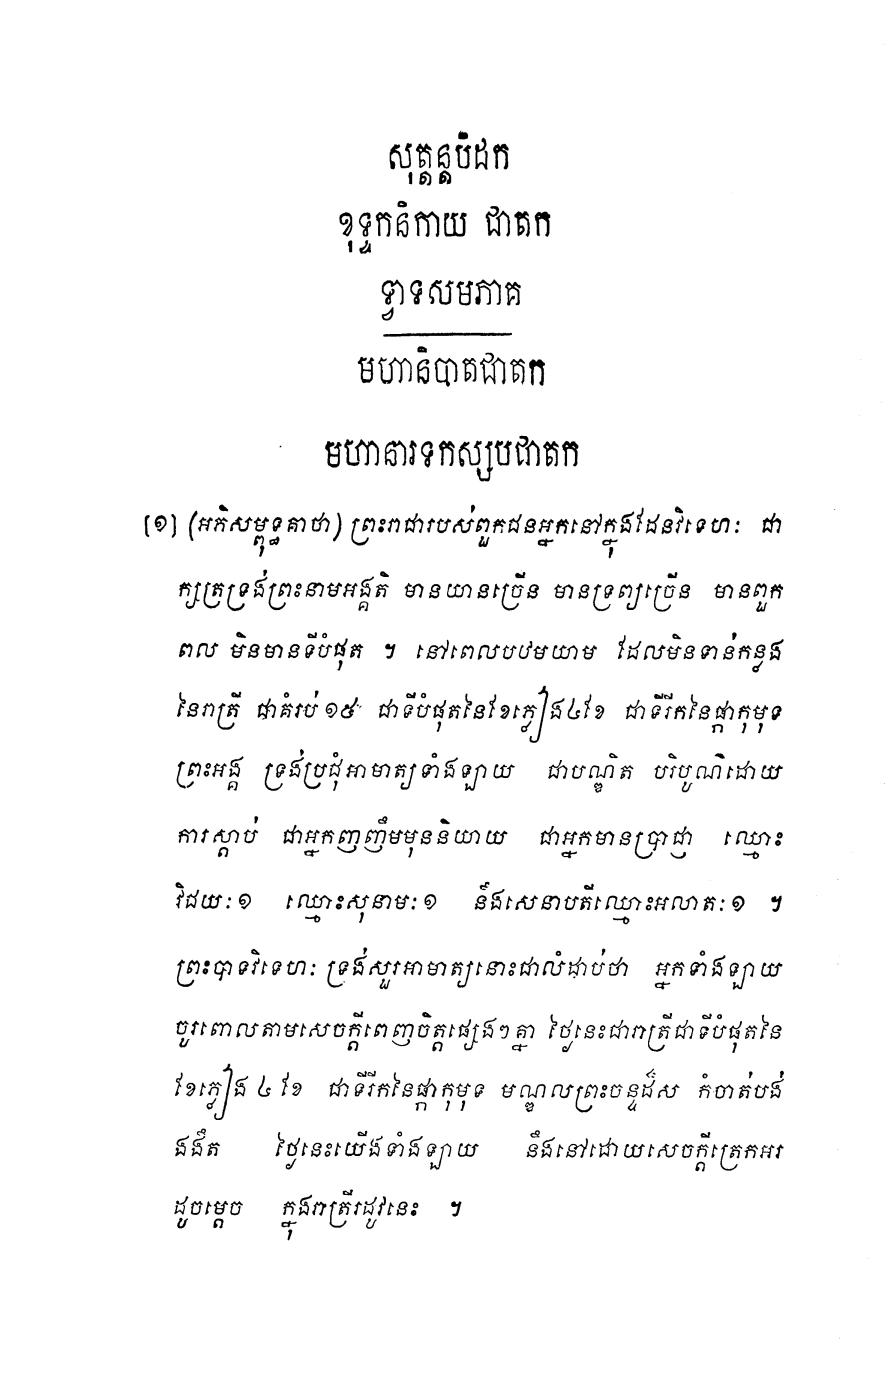 សុត្តន្តបិដក
ខុទ្ទកនិកាយ ជាតក
ទ្វាទសមភាគ
មហានិបាតជាតក
មហានារទកស្សបជាតក
[១] (អភិសម្ពុទ្ធគាថា) ព្រះរាជារបស់ពួកជនអ្នកនៅក្នុងដែនវិទេហៈ ជា
ក្សត្រទ្រង់ព្រះនាមអង្គតិ មានយានច្រើន មានទ្រព្យច្រើន មានពួក
ពល មិនមានទីបំផុត ។ នៅពេលបឋមយាម ដែលមិនទាន់កន្លង
នៃរាត្រី ជាគំរប់ ១៥ ជាទីបំផុតនៃខែភ្លៀង៤ខែ ជាទីរីកនៃផ្កាកុមុទ
ព្រះអង្គ ទ្រង់ប្រជុំអាមាត្យទាំងឡាយ ជាបណ្ឌិត បរិបូណ៌ដោយ
ការស្តាប់ ជាអ្នកញញឹមមុននិយាយ ជាអ្នកមានប្រាជ្ញា ឈ្មោះ
វិជយៈ ១ ឈ្មោះសុនាមៈ ១ និងសេនាបតីឈ្មោះអលាតៈ ១ ។
ព្រះបាទវិទេហៈ ទ្រង់សួរអាមាត្យនោះជាលំដាប់ថា អ្នកទាំងឡាយ
ចូរពោលតាមសេចក្តីពេញចិត្តផ្សេងៗគ្នា ថ្ងៃនេះជារាត្រីជាទីបំផុតនៃ
ខែភ្លៀង ៤ ខែ ជាទីរីកនៃផ្កាកុមុទ មណ្ឌលព្រះចន្ទដ៏ស កំចាត់បង់
ងងឹត ថ្ងៃនេះយើងទាំងឡាយ នឹងនៅដោយសេចក្តីត្រេកអរ
ដូចម្តេច ក្នុងរាត្រីរដូវនេះ ។